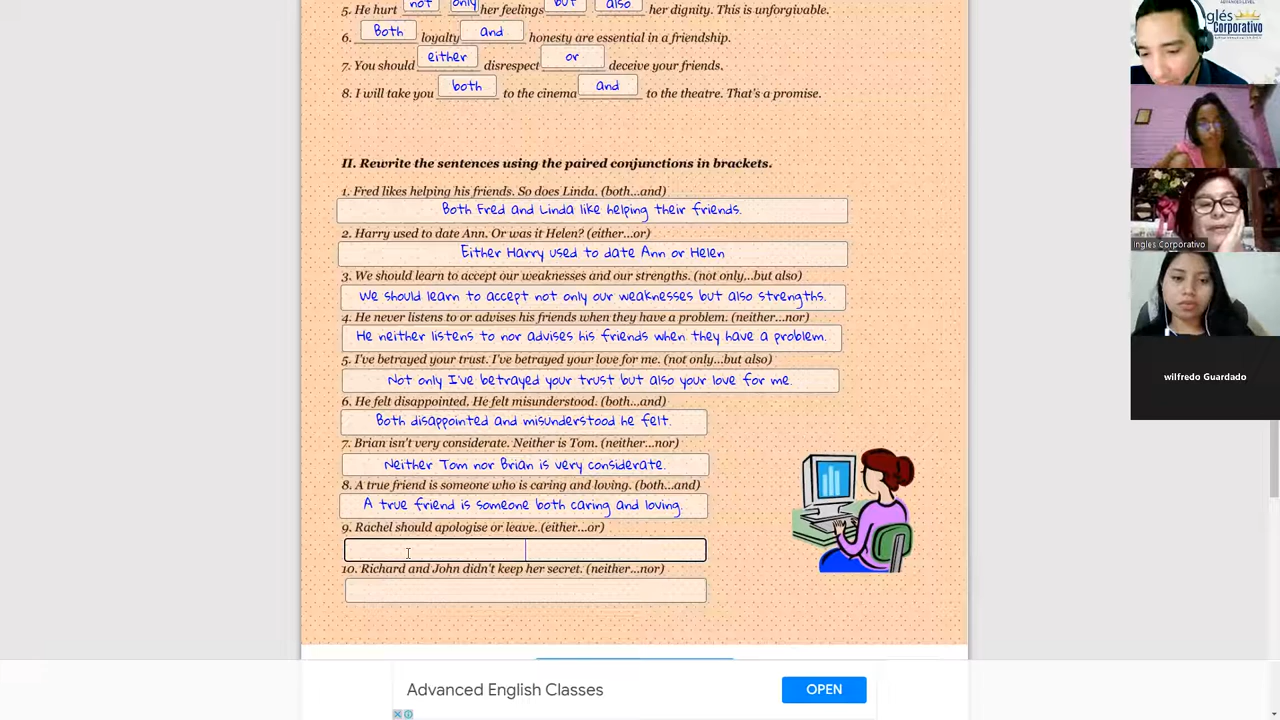 5. He hurt not only her feelings but also her dignity. This is unforgivable.
6. Both loyalty and honesty are essential in a friendship.
7. You should either disrespect or deceive your friends.
8. I will take you both to the cinema and to the theatre. That's a promise.
II. Rewrite the sentences using the paired conjunctions in brackets.
1. Fred likes helping his friends. So does Linda. (both...and)
Both Fred and Linda like helping their friends.
2. Harry used to date Ann. Or was it Helen? (either...or)
Either Harry used to date Ann or Helen
3. We should learn to accept our weaknesses and our strengths. (not only...but also)
We should learn to accept not only our weaknesses but also strengths.
4. He never listens to or advises his friends when they have a problem. (neither...nor)
He neither listens to nor advises his friends when they have a problem.
5. I've betrayed your trust. I've betrayed your love for me. (not only...but also)
Not only I've betrayed your trust but also your love for me.
6. He felt disappointed. He felt misunderstood. (both...and)
Both disappointed and misunderstood he felt.
7. Brian isn't very considerate. Neither is Tom. (neither...nor)
Neither Tom nor Brian is very considerate.
8. A true friend is someone who is caring and loving. (both...and)
A true friend is someone both caring and loving.
9. Rachel should apologise or leave. (either...or)
10. Richard and John didn't keep her secret. (neither...nor)
Advanced English Classes
OPEN
glés
Corporativo
Ingles Corporativo
wilfredo Guardado